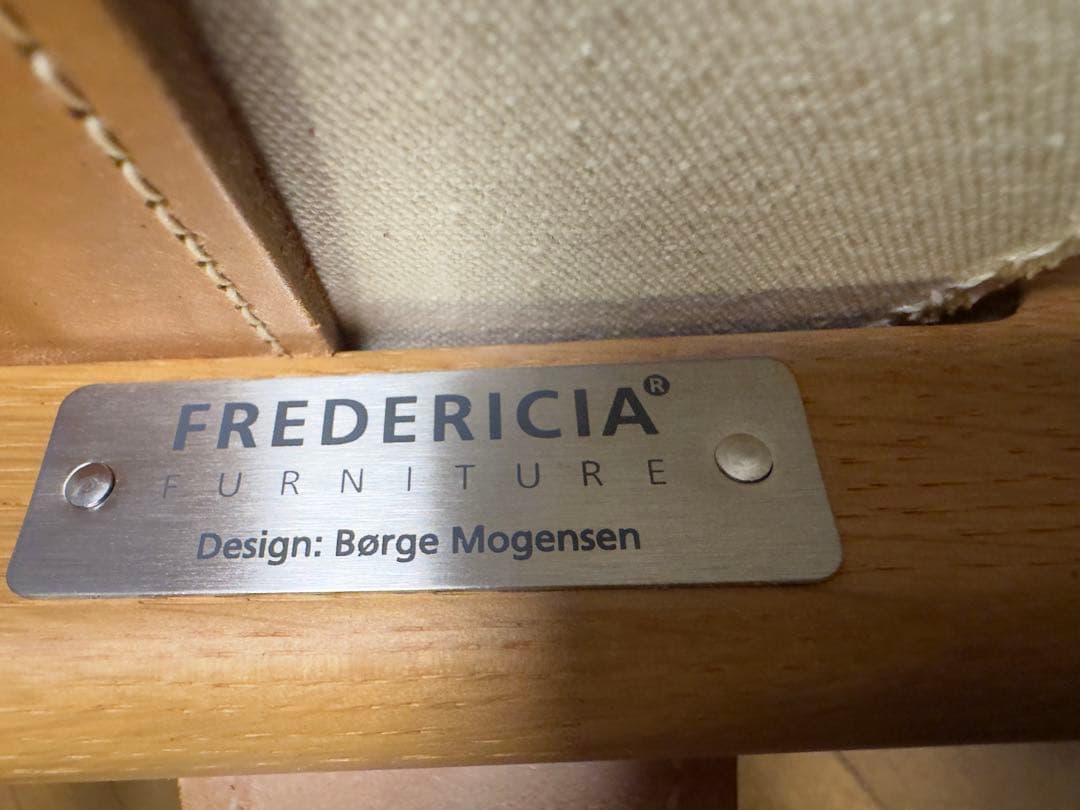 FREDERICIA®
FURNITURE
Design: Børge Mogensen